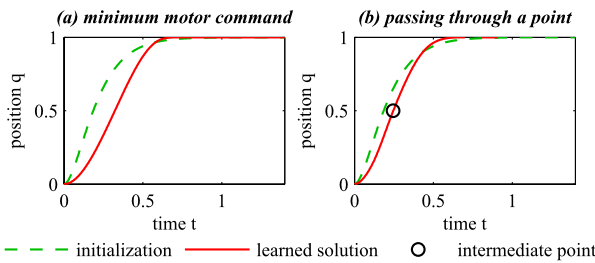 (a) minimum motor command
1
0.5
0
position q
0
0.5
1
time t
(b) passing through a point
1
0.5
0
position q
0
0.5
1
time t
initialization
learned solution
intermediate point